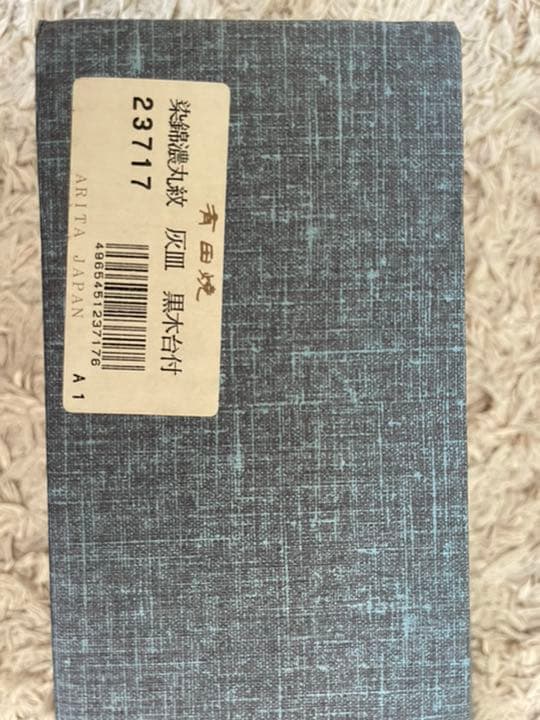 有田焼
染錦濃丸紋 灰皿 黒木台付
23717
4965451237176
A 1
ARITA JAPAN